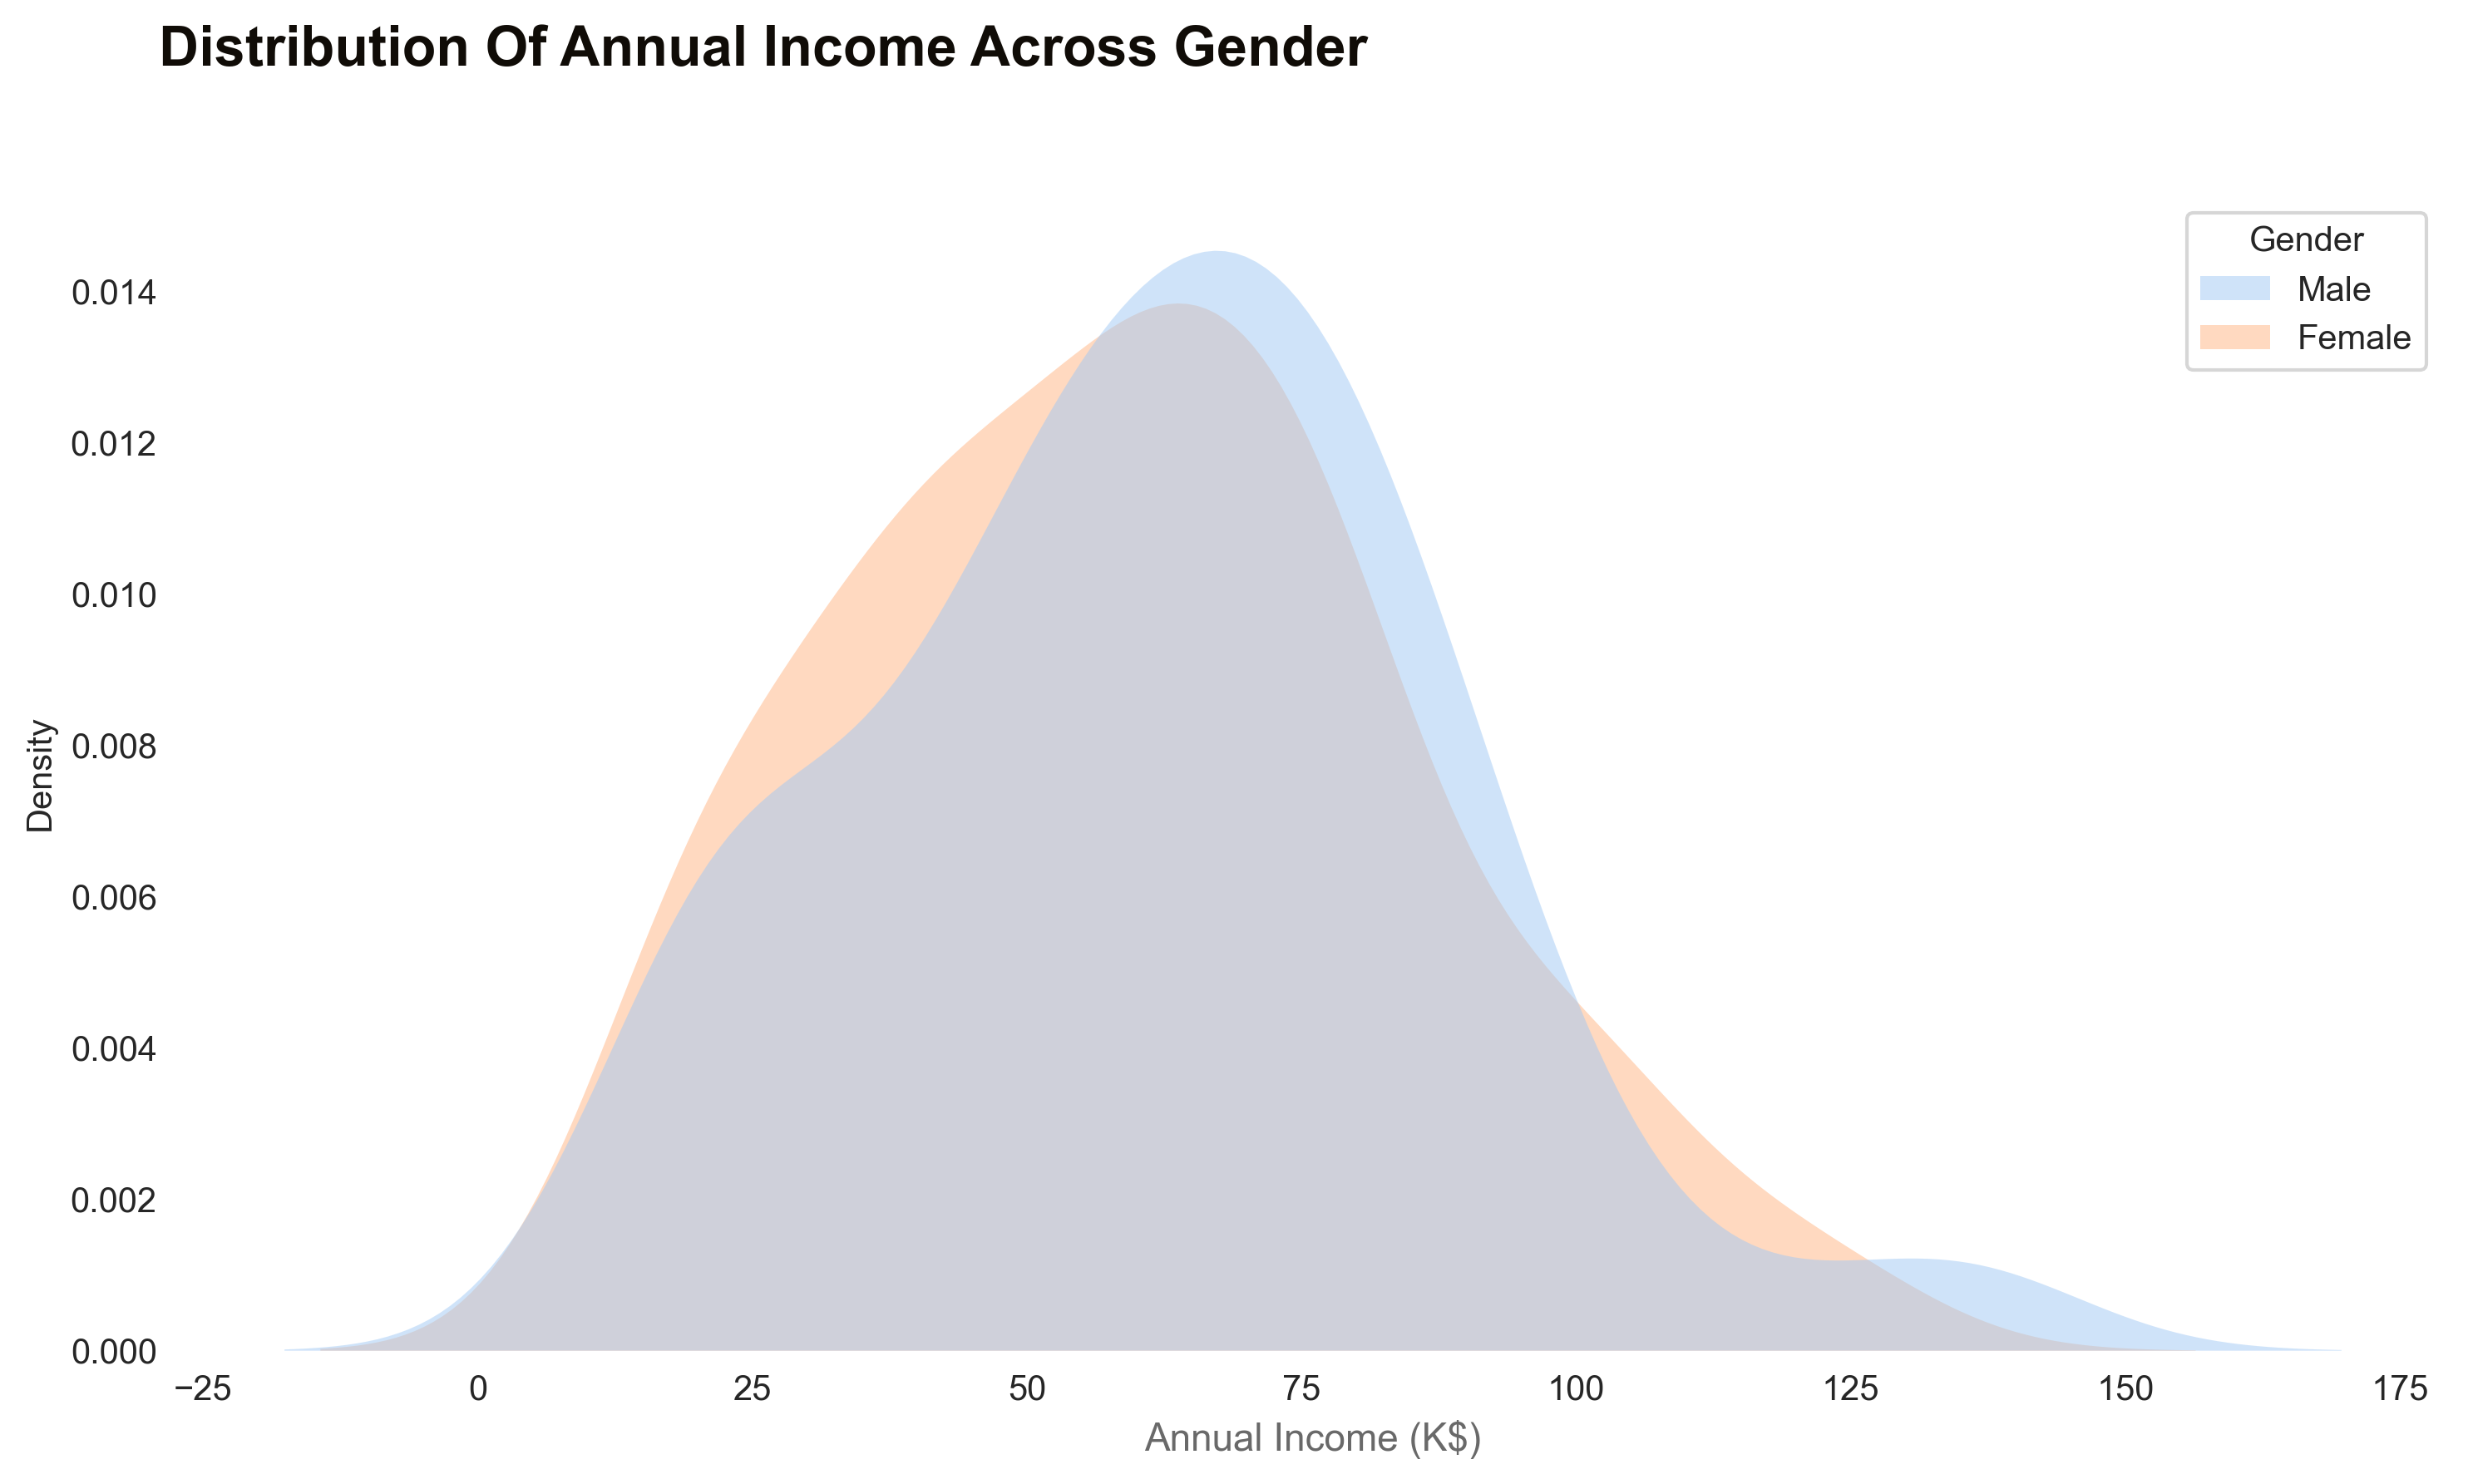 Distribution Of Annual Income Across Gender
Gender
Male
Female
Density
0.014
0.012
0.010
0.008
0.006
0.004
0.002
0.000
−25 0 25 50 75 100 125 150 175
Annual Income (K$)